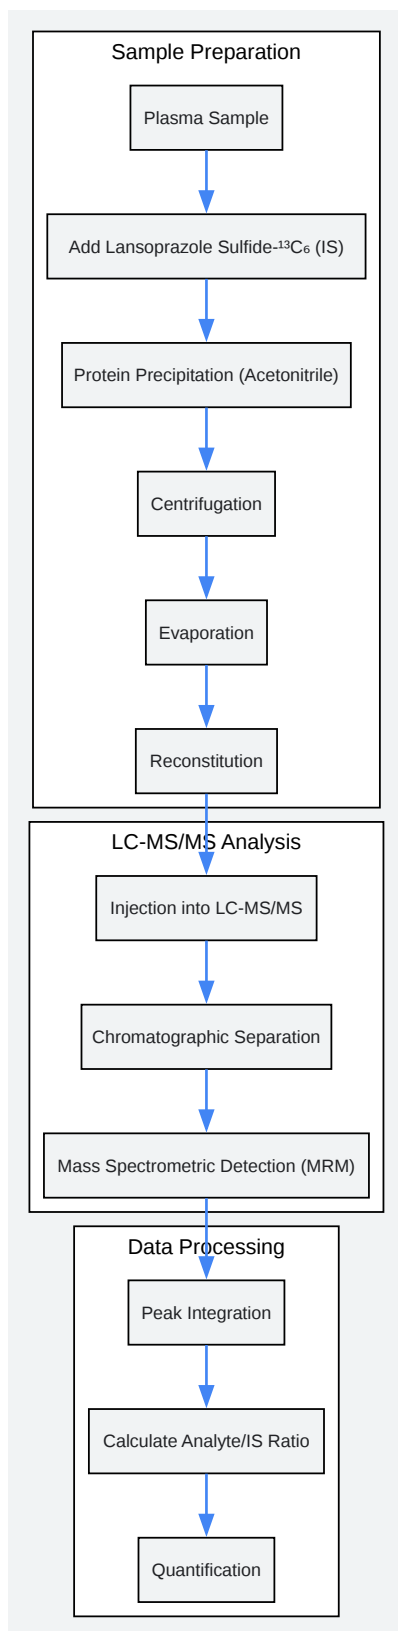 Sample Preparation
Plasma Sample
Add Lansoprazole Sulfide-¹³C₆ (IS)
Protein Precipitation (Acetonitrile)
Centrifugation
Evaporation
Reconstitution
LC-MS/MS Analysis
Injection into LC-MS/MS
Chromatographic Separation
Mass Spectrometric Detection (MRM)
Data Processing
Peak Integration
Calculate Analyte/IS Ratio
Quantification